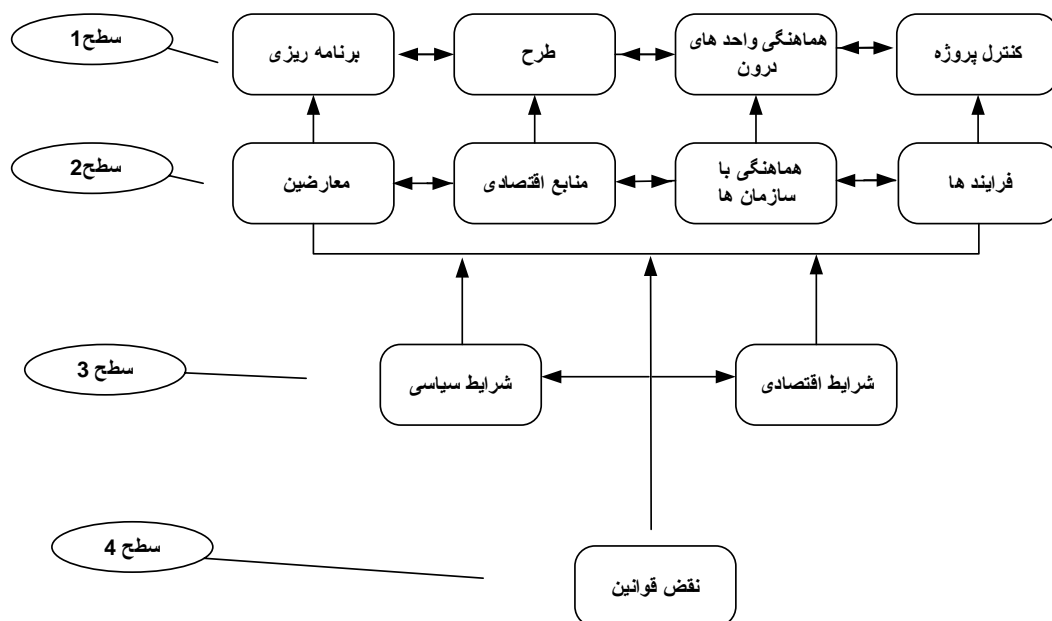 سطح1
کنترل پروژه
هماهنگی واحد های
درون
طرح
برنامه ریزی
سطح2
فرایند ها
هماهنگی با
سازمان ها
منابع اقتصادی
معارضین
سطح 3
شرایط اقتصادی
شرایط سیاسی
سطح 4
نقض قوانین